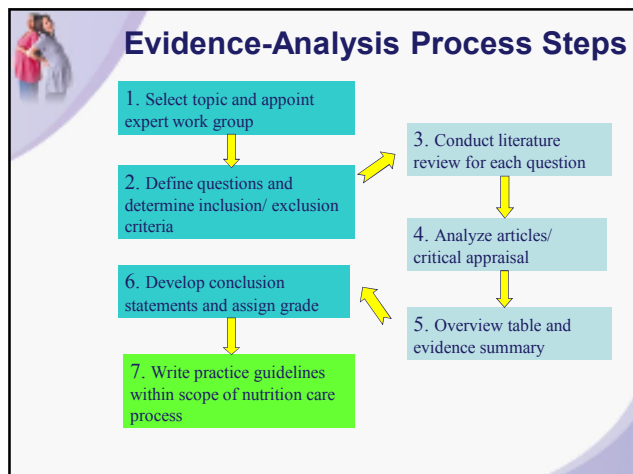 Evidence-Analysis Process Steps
1. Select topic and appoint
expert work group
2. Define questions and
determine inclusion/ exclusion
criteria
3. Conduct literature
review for each question
4. Analyze articles/
critical appraisal
5. Overview table and
evidence summary
6. Develop conclusion
statements and assign grade
7. Write practice guidelines
within scope of nutrition care
process